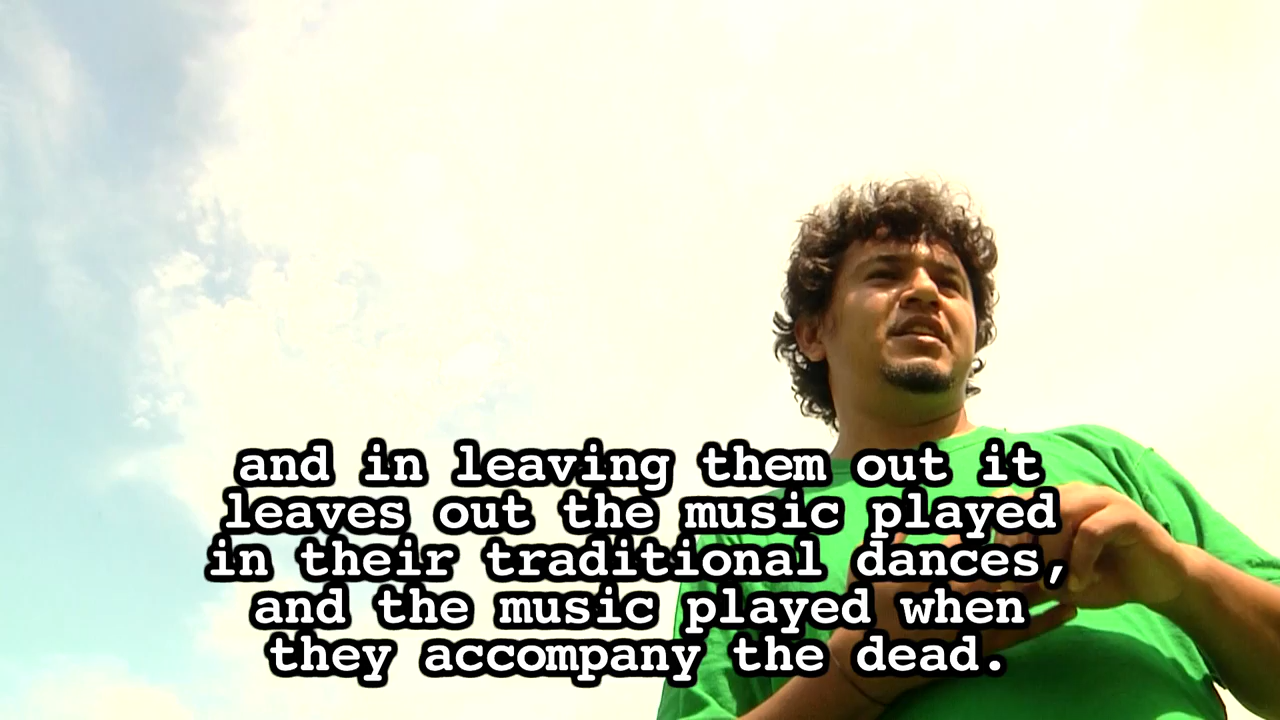 and in leaving them out it
leaves out the music played
in their traditional dances,
and the music played when
they accompany the dead.